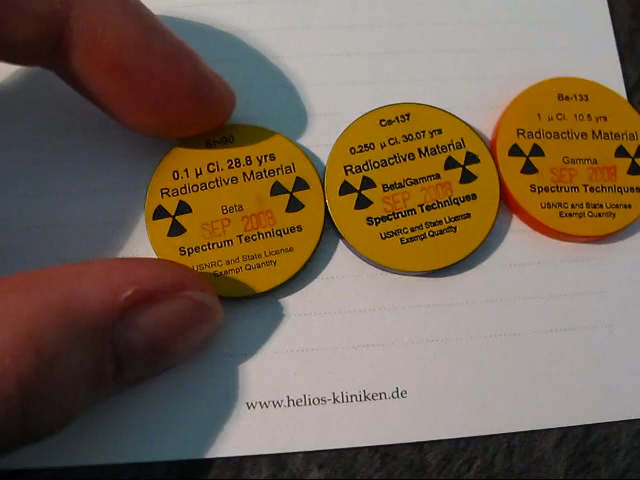 Sr-90
0.1 μ Ci. 28.8 yrs
Radioactive Material
Beta
SEP 2008
Spectrum Techniques
USNRC and State License
Exempt Quantity
Cs-137
0.250 μ Ci. 30.07 yrs
Radioactive Material
Beta/Gamma
SEP 2008
Spectrum Techniques
USNRC and State License
Exempt Quantity
Ba-133
1 μ Ci. 10.5 yrs
Radioactive Material
Gamma
SEP 2008
Spectrum Techniques
USNRC and State License
Exempt Quantity
www.helios-kliniken.de